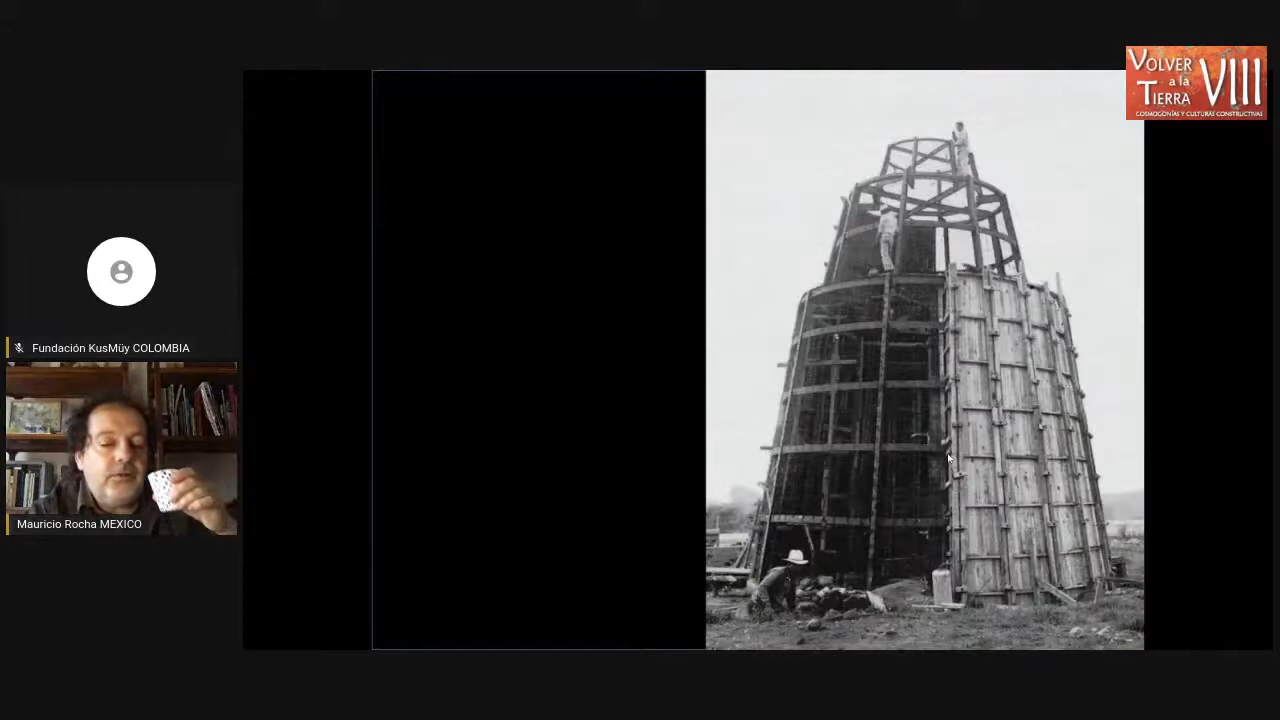 VOLVER
a la
TIERRA
VIII
COSMOGONÍAS Y CULTURAS CONSTRUCTIVAS
Fundación KusMüy COLOMBIA
Mauricio Rocha MEXICO